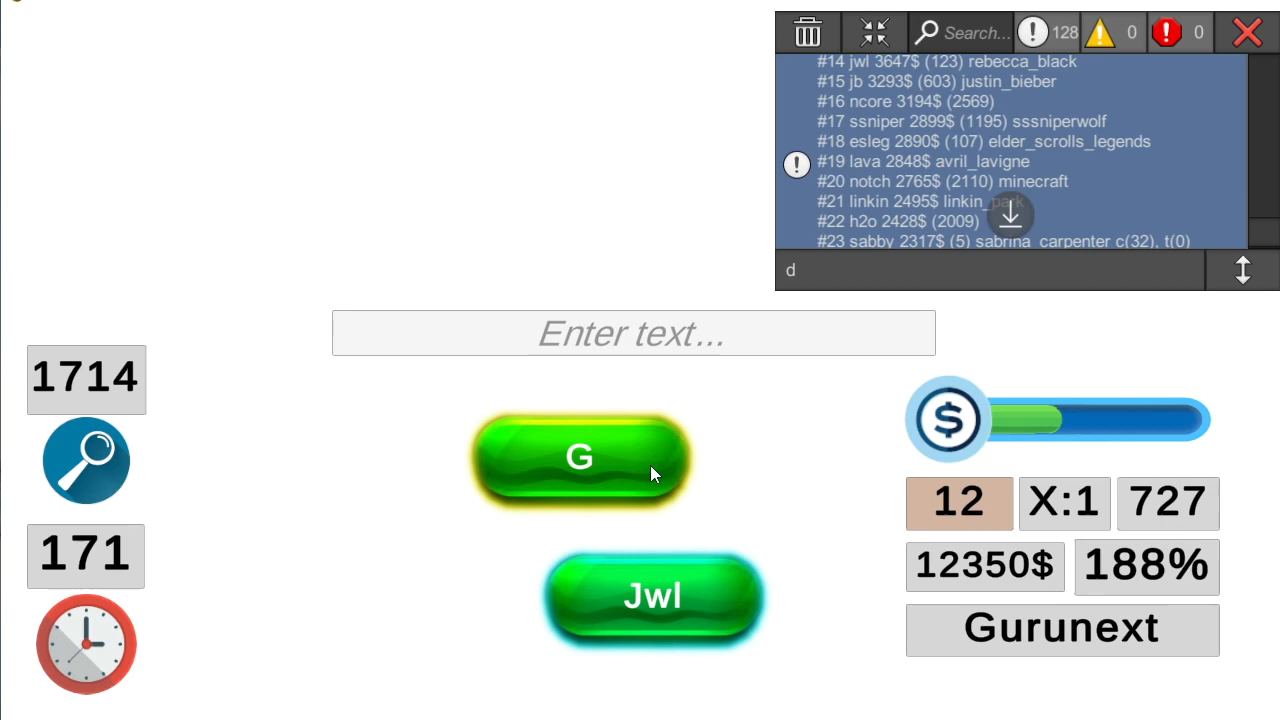 Search...
128
0
0
#14 jwl 3647$ (123) rebecca_black
#15 jb 3293$ (603) justin_bieber
#16 ncore 3194$ (2569)
#17 ssniper 2899$ (1195) sssniperwolf
#18 esleg 2890$ (107) elder_scrolls_legends
#19 lava 2848$ avril_lavigne
#20 notch 2765$ (2110) minecraft
#21 linkin 2495$ linkin_park
#22 h2o 2428$ (2009)
#23 sabby 2317$ (5) sabrina_carpenter c(32), t(0)
d
Enter text...
1714
171
G
Jwl
$
12
X:1
727
12350$
188%
Gurunext